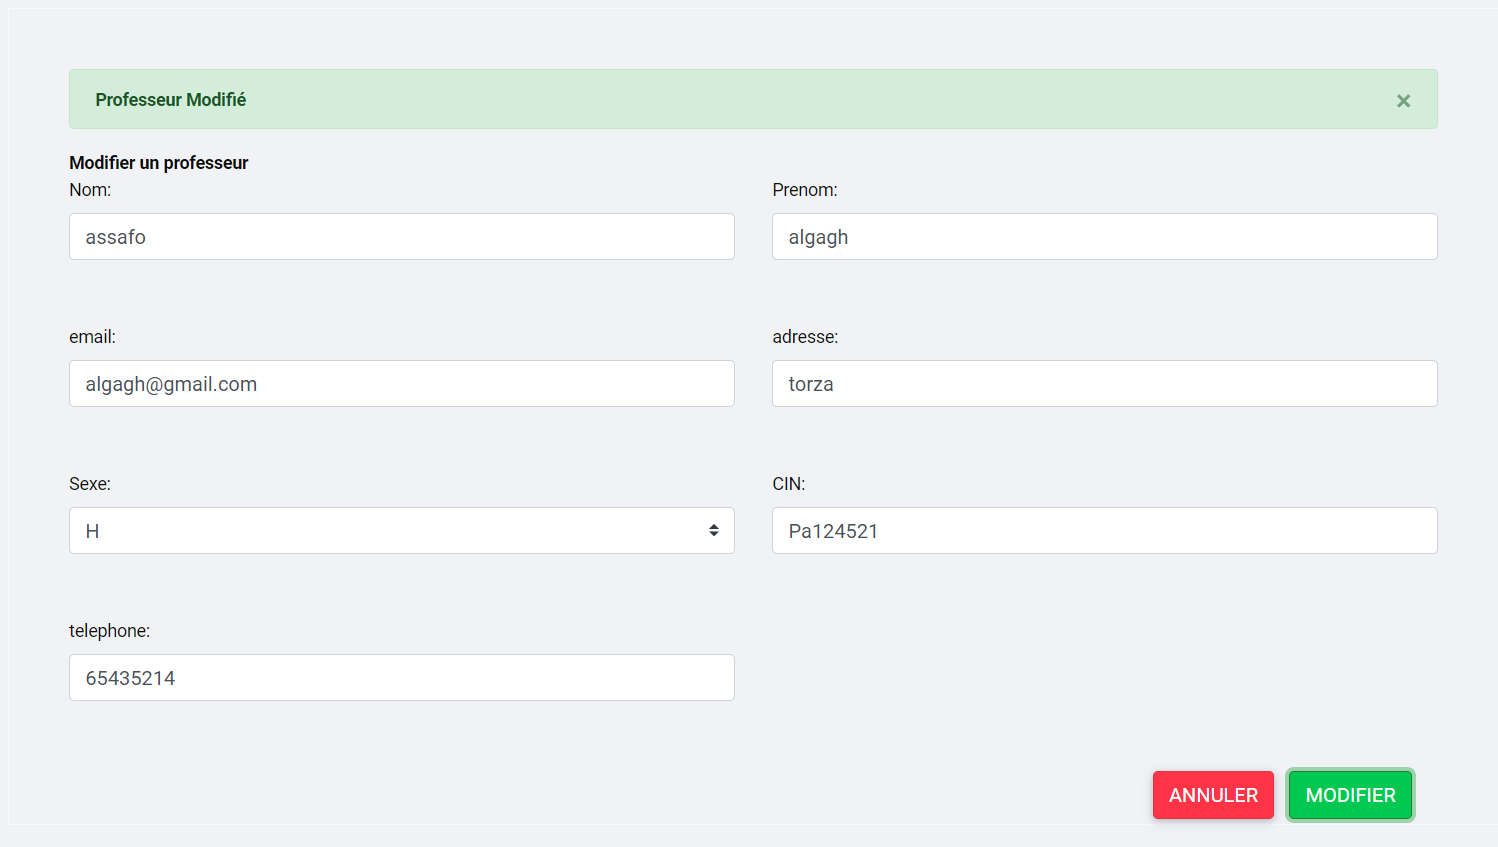 Professeur Modifié ×
Modifier un professeur
Nom: Prenom:
assafo algagh
email: adresse:
algagh@gmail.com torza
Sexe: CIN:
H Pa124521
telephone:
65435214
ANNULER MODIFIER